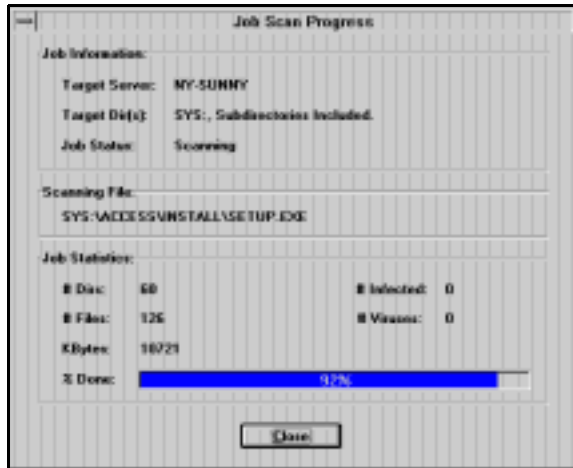 Job Scan Progress
Job Information:
Target Server: NY-SUNNY
Target Dir(s): SYS:, Subdirectories Included.
Job Status: Scanning
Scanning File:
SYS:\ACCESS\INSTALL\SETUP.EXE
Job Statistics:
# Dirs: 60 # Infected: 0
# Files: 126 # Viruses: 0
KBytes: 10721
% Done: 92%
Close